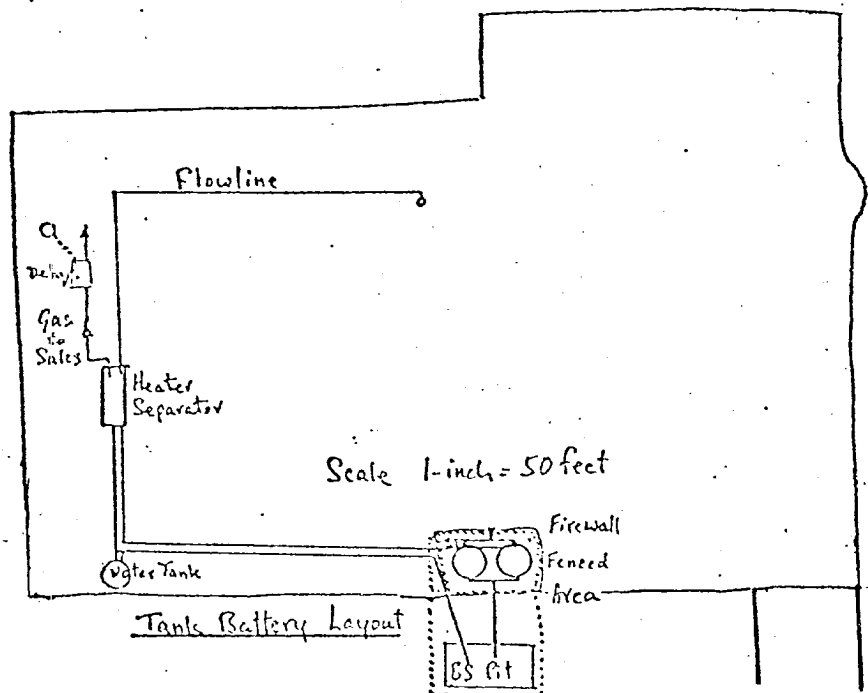 Flowline
Dehy.
Gas
to
Sales
Heater
Separator
Scale 1-inch = 50 feet
Firewall
Fenced
Area
Water Tank
Tank Battery Layout
BS Pit